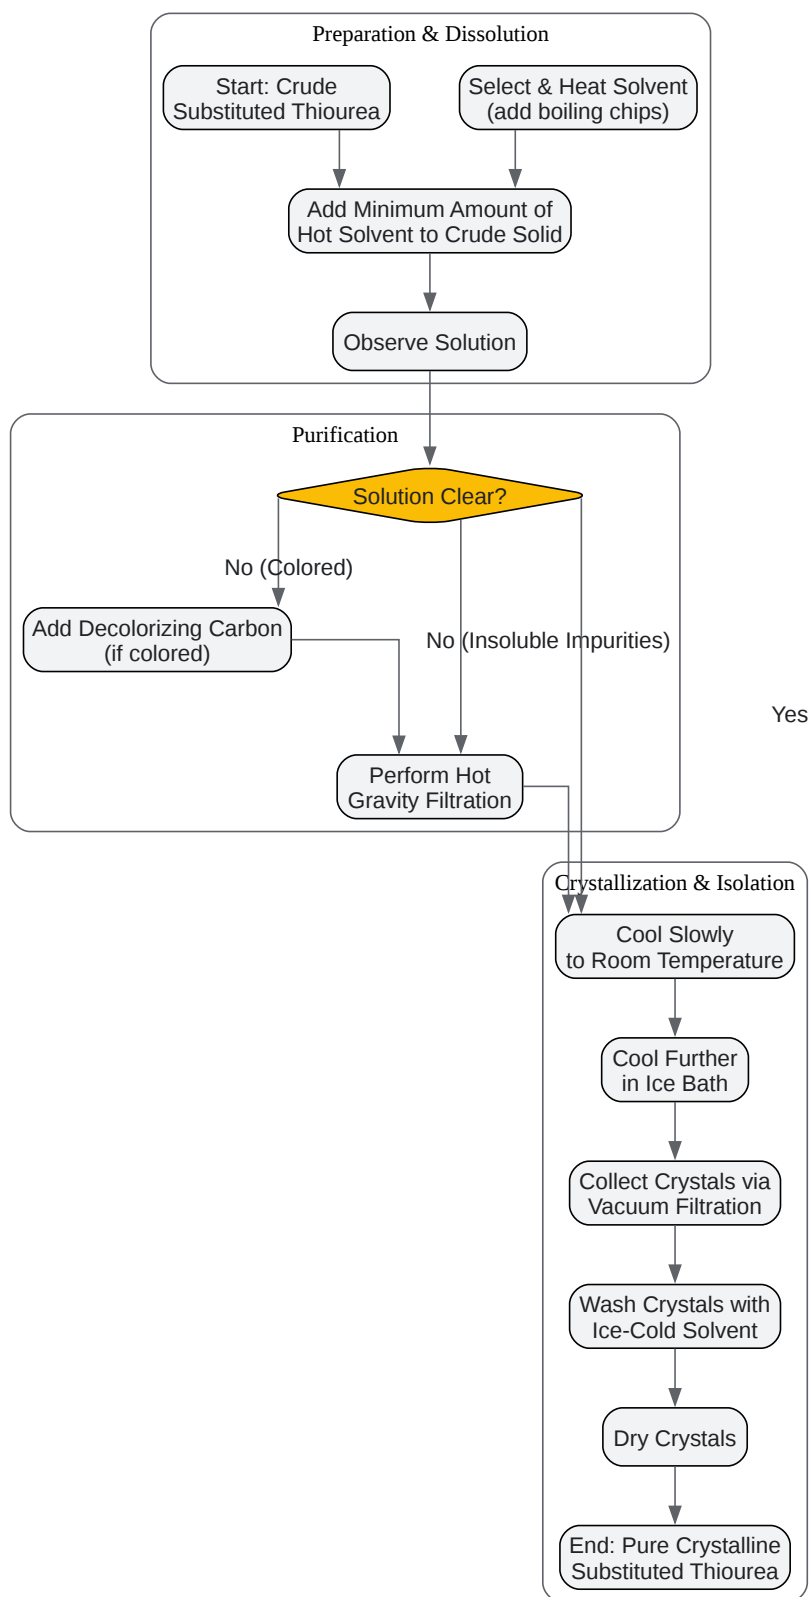 Preparation & Dissolution
Start: Crude
Substituted Thiourea
Select & Heat Solvent
(add boiling chips)
Add Minimum Amount of
Hot Solvent to Crude Solid
Observe Solution
Purification
Solution Clear?
No (Colored)
Add Decolorizing Carbon
(if colored)
No (Insoluble Impurities)
Yes
Perform Hot
Gravity Filtration
Crystallization & Isolation
Cool Slowly
to Room Temperature
Cool Further
in Ice Bath
Collect Crystals via
Vacuum Filtration
Wash Crystals with
Ice-Cold Solvent
Dry Crystals
End: Pure Crystalline
Substituted Thiourea